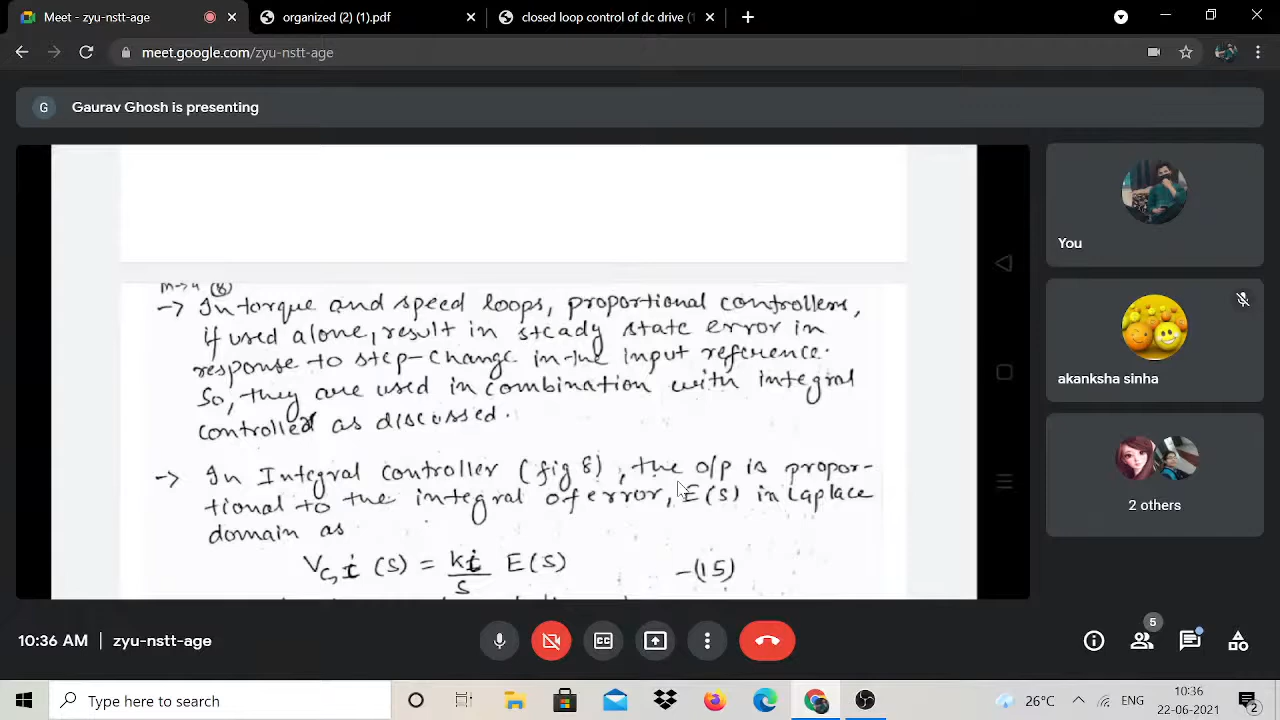 Meet - zyu-nstt-age
organized (2) (1).pdf
closed loop control of dc drive (1
meet.google.com/zyu-nstt-age
G Gaurav Ghosh is presenting
(8)
→ In torque and speed loops, proportional controllers,
if used alone, result in steady state error in
response to step-change in the input reference.
So, they are used in combination with integral
controller as discussed.
→ In Integral controller (fig 8), the o/p is propor-
tional to the integral of error, E(s) in Laplace
domain as
Vc,i (s) = ki/s E(s) -(15)
You
akanksha sinha
2 others
10:36 AM | zyu-nstt-age
5
Type here to search
26°C ENG 10:36
22-06-2021
2